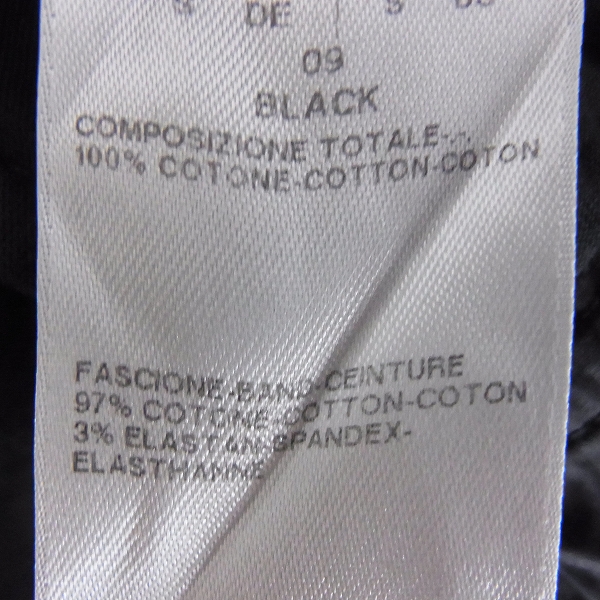 S DE S
09
BLACK
COMPOSIZIONE TOTALE-.-.
100% COTONE-COTTON-COTON
FASCIONE-BAND-CEINTURE
97% COTONE-COTTON-COTON
3% ELASTAN-SPANDEX-
ELASTHANNE